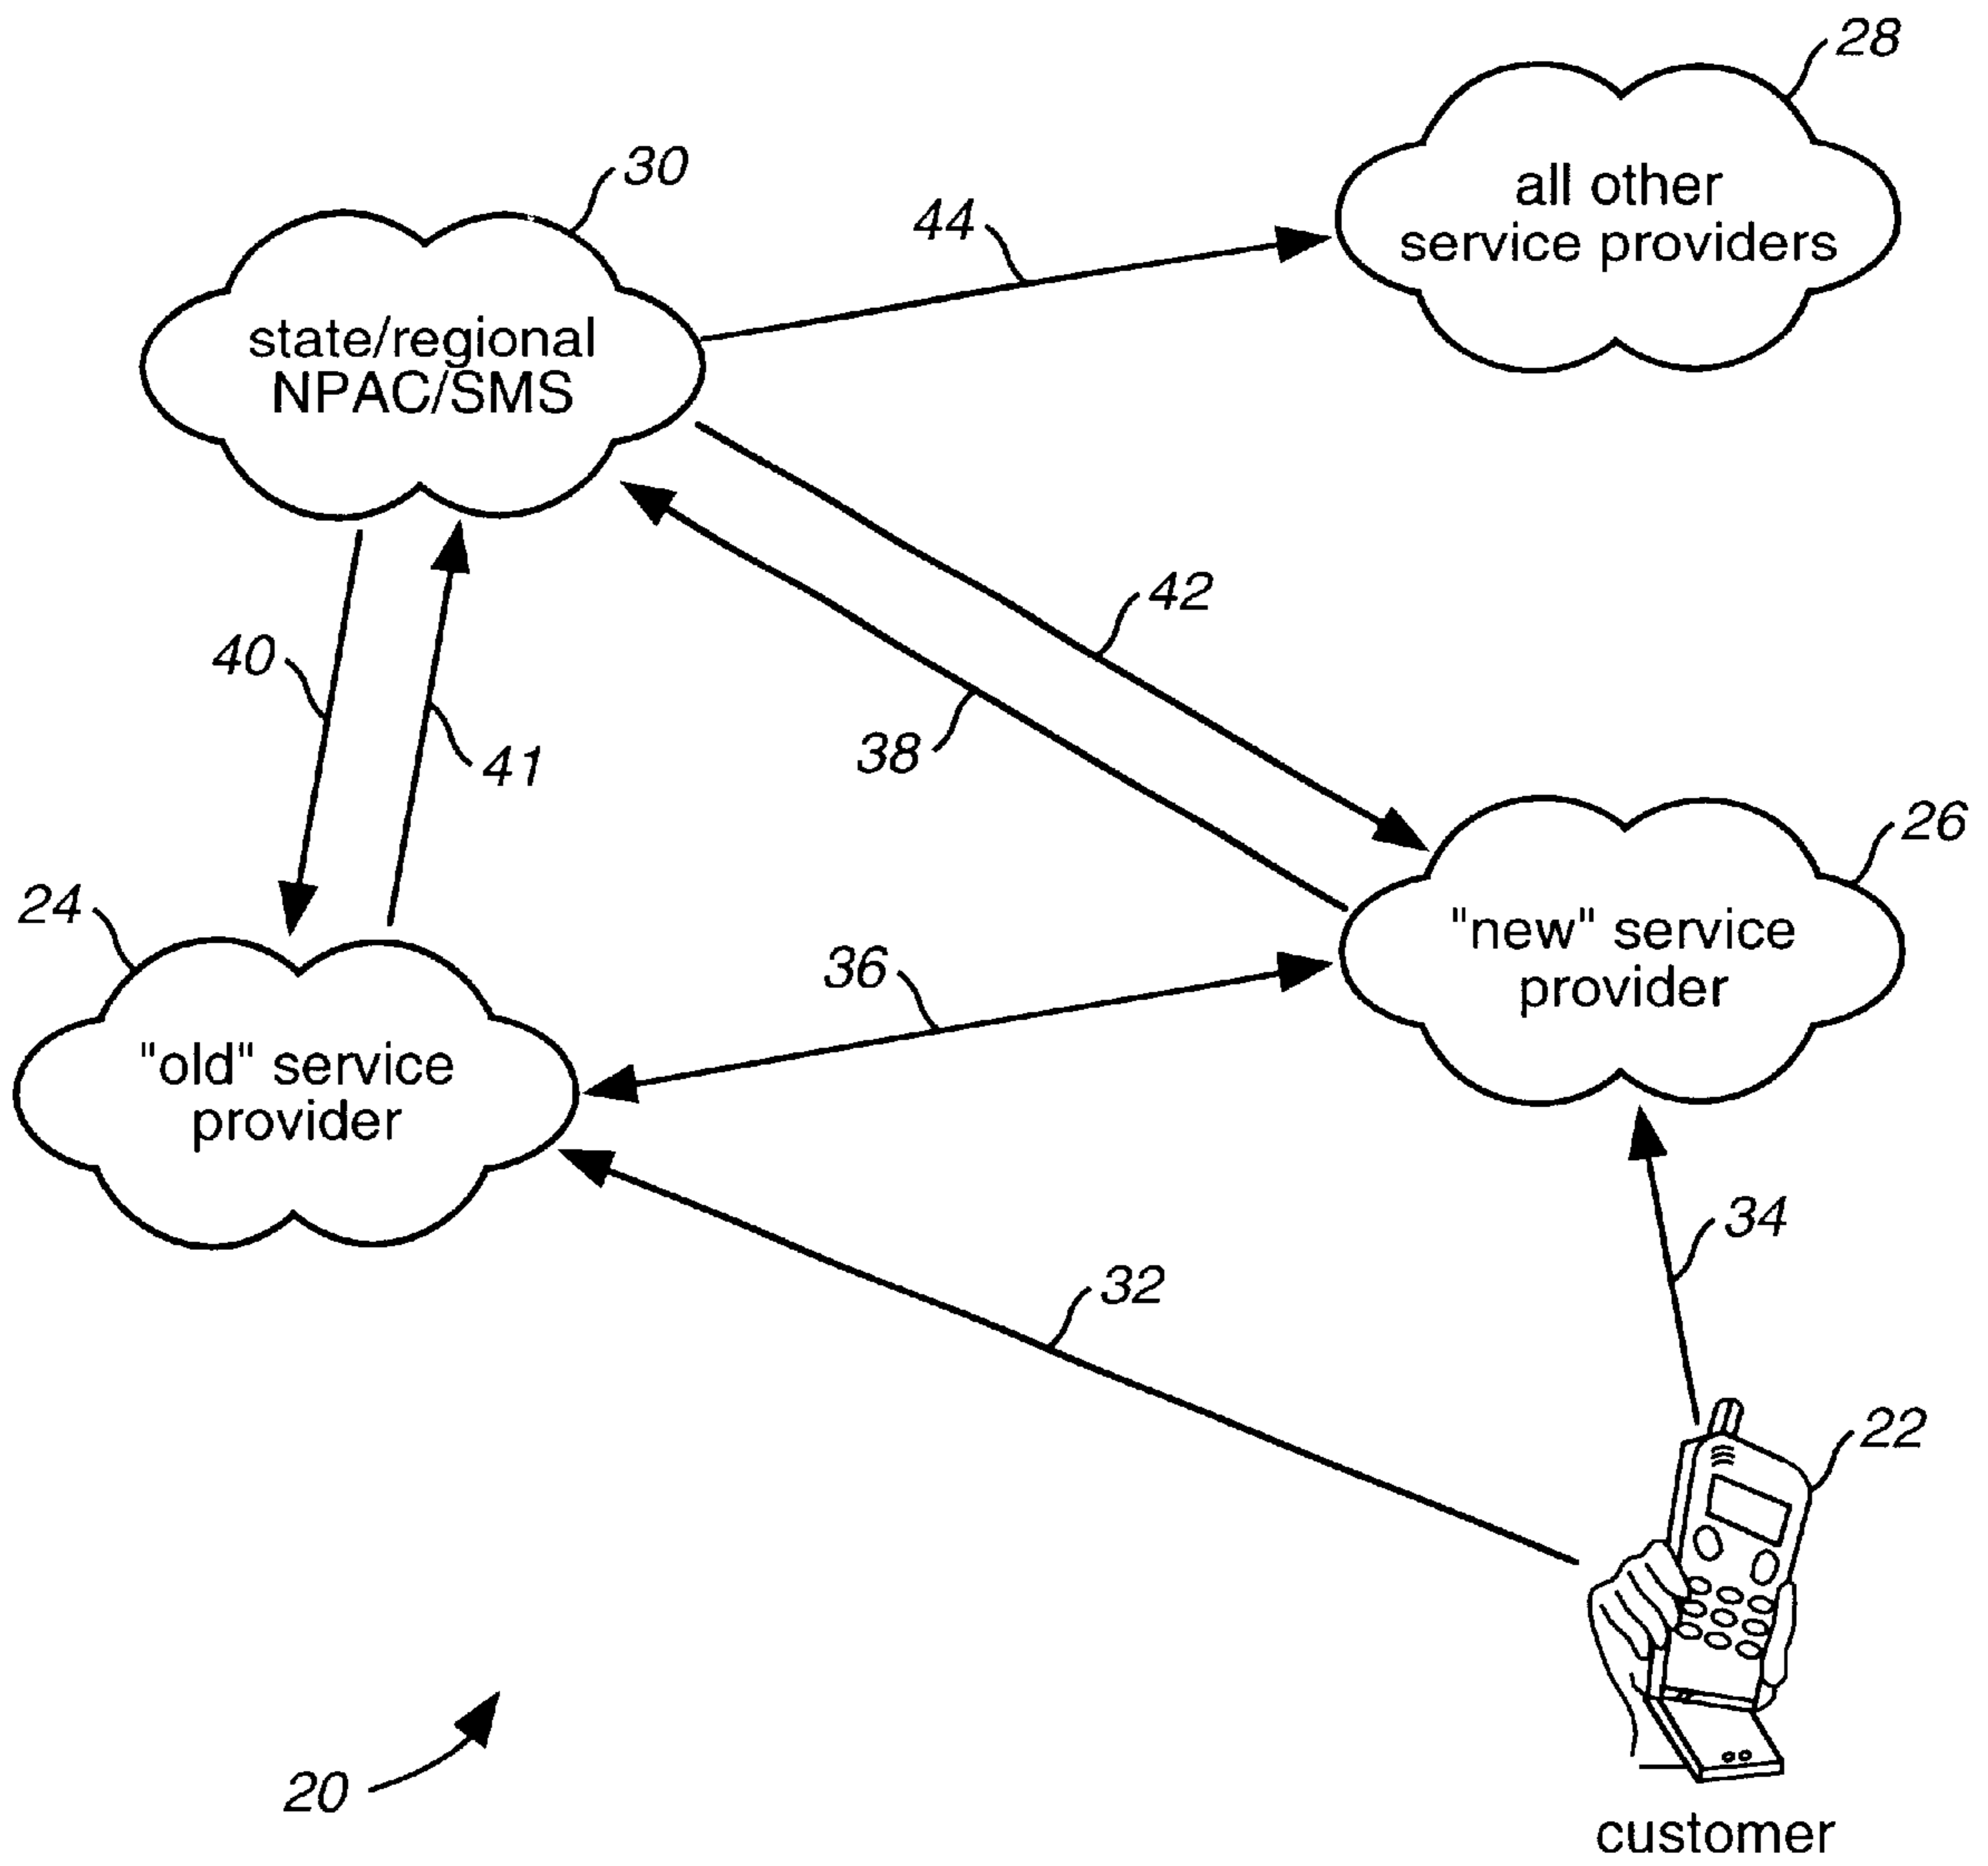 28
all other
service providers
30
44
state/regional
NPAC/SMS
42
40
38
41
26
24
"new" service
provider
36
"old" service
provider
34
32
22
20
customer